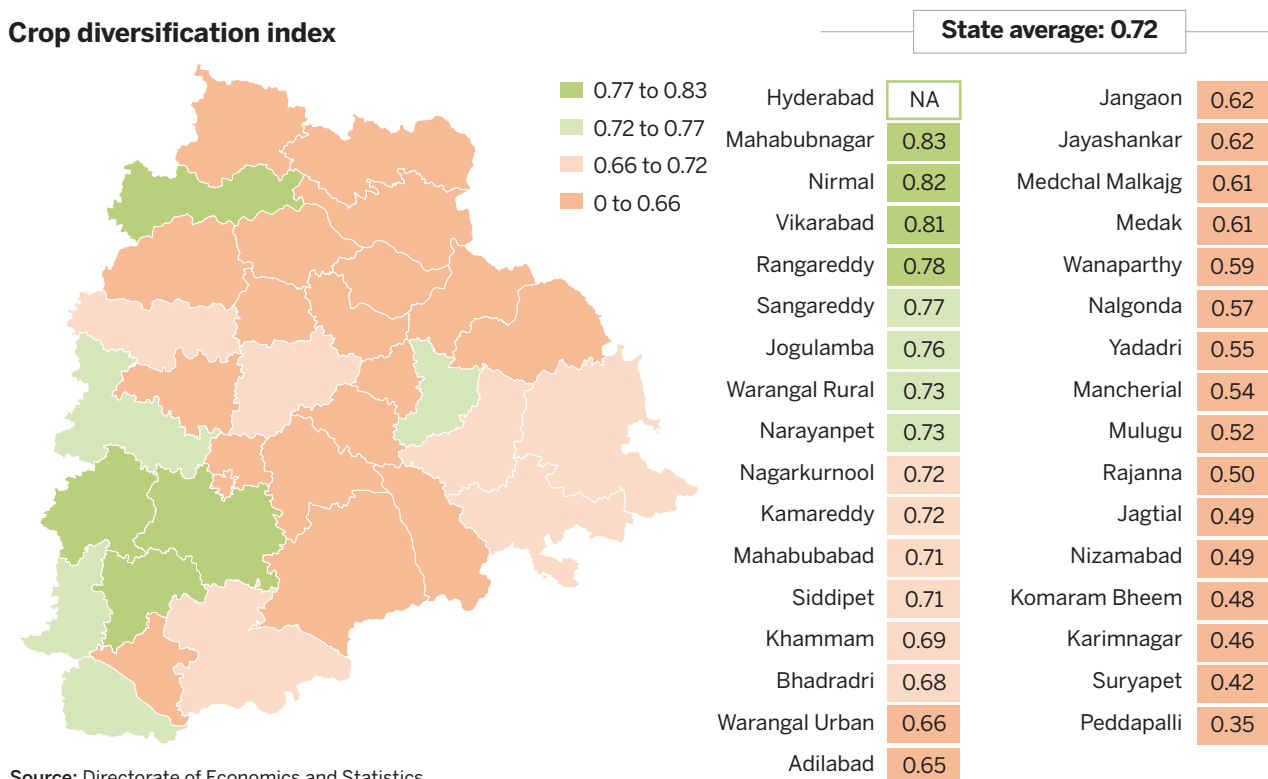 Crop diversification index
State average: 0.72
0.77 to 0.83
0.72 to 0.77
0.66 to 0.72
0 to 0.66
Hyderabad NA
Mahabubnagar 0.83
Nirmal 0.82
Vikarabad 0.81
Rangareddy 0.78
Sangareddy 0.77
Jogulamba 0.76
Warangal Rural 0.73
Narayanpet 0.73
Nagarkurnool 0.72
Kamareddy 0.72
Mahabubabad 0.71
Siddipet 0.71
Khammam 0.69
Bhadradri 0.68
Warangal Urban 0.66
Adilabad 0.65
Jangaon 0.62
Jayashankar 0.62
Medchal Malkajg 0.61
Medak 0.61
Wanaparthy 0.59
Nalgonda 0.57
Yadadri 0.55
Mancherial 0.54
Mulugu 0.52
Rajanna 0.50
Jagtial 0.49
Nizamabad 0.49
Komaram Bheem 0.48
Karimnagar 0.46
Suryapet 0.42
Peddapalli 0.35
Source: Directorate of Economics and Statistics